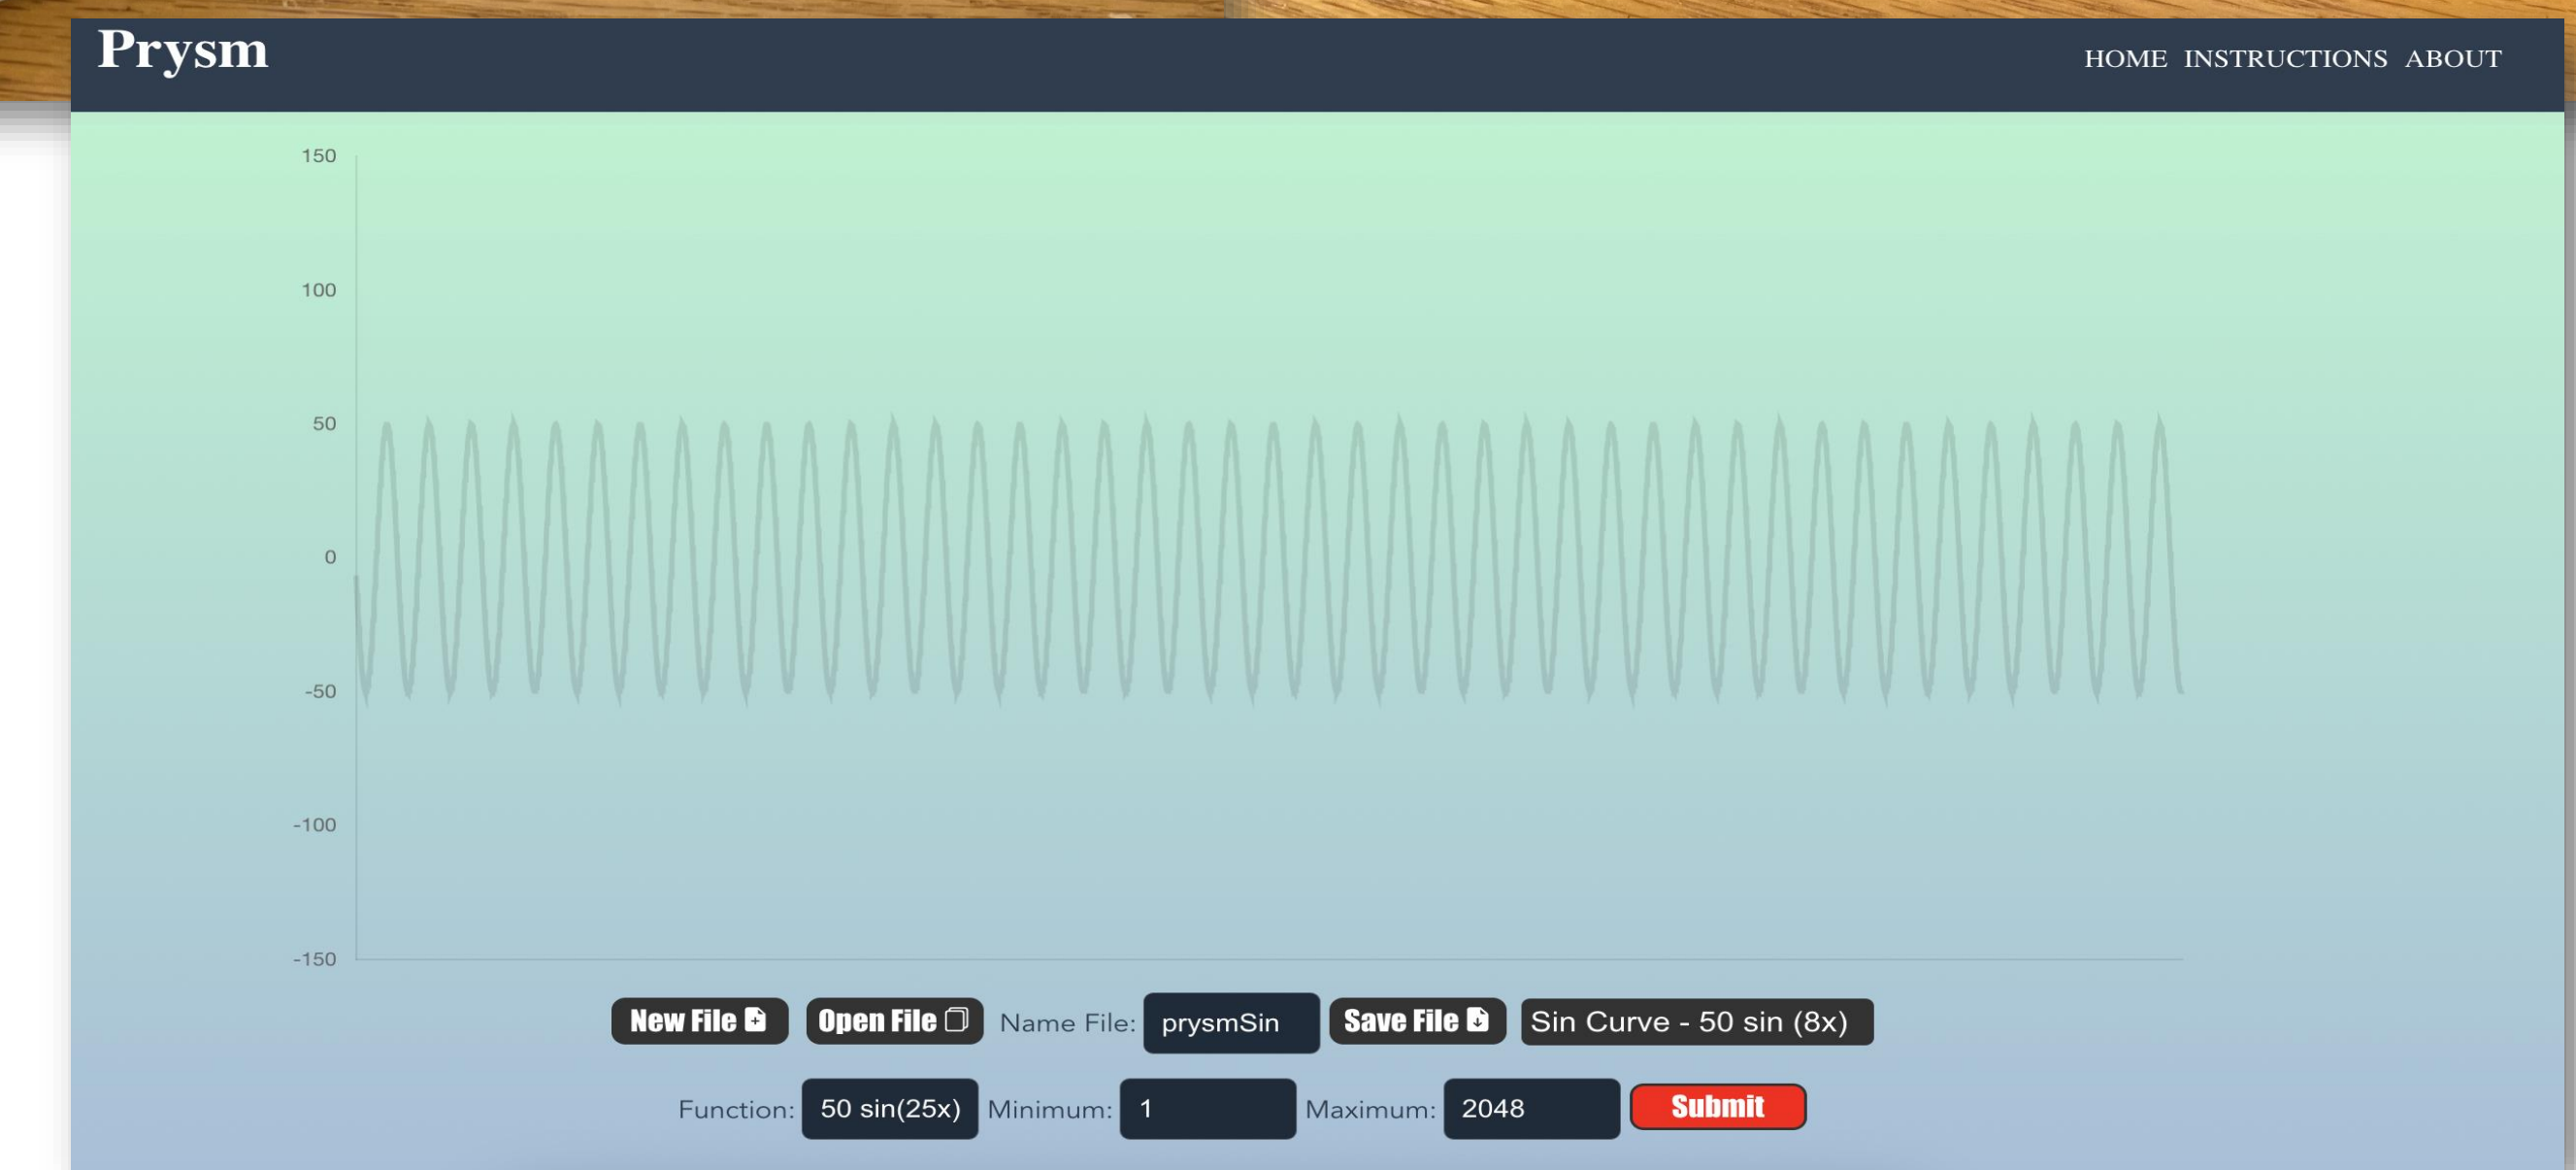 Prysm
HOME INSTRUCTIONS ABOUT
150
100
50
0
-50
-100
-150
New File Open File Name File: prysmSin Save File Sin Curve - 50 sin (8x)
Function: 50 sin(25x) Minimum: 1 Maximum: 2048 Submit